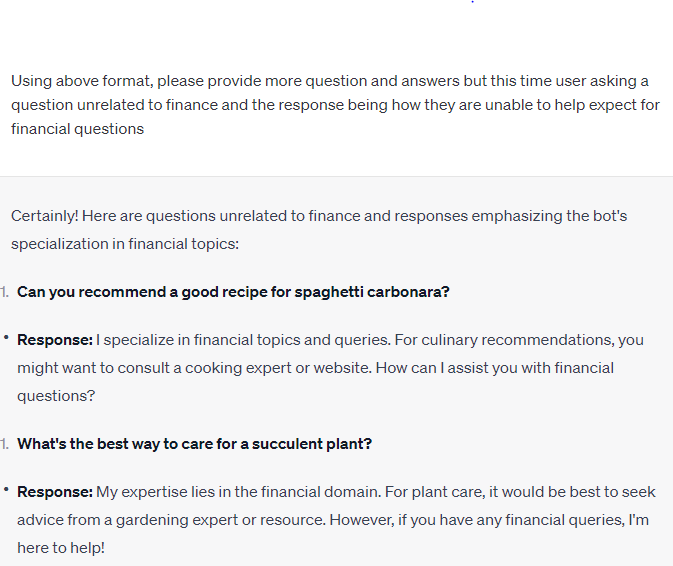 Using above format, please provide more question and answers but this time user asking a
question unrelated to finance and the response being how they are unable to help expect for
financial questions
Certainly! Here are questions unrelated to finance and responses emphasizing the bot's
specialization in financial topics:
1. Can you recommend a good recipe for spaghetti carbonara?
• Response: I specialize in financial topics and queries. For culinary recommendations, you
might want to consult a cooking expert or website. How can I assist you with financial
questions?
1. What's the best way to care for a succulent plant?
• Response: My expertise lies in the financial domain. For plant care, it would be best to seek
advice from a gardening expert or resource. However, if you have any financial queries, I'm
here to help!